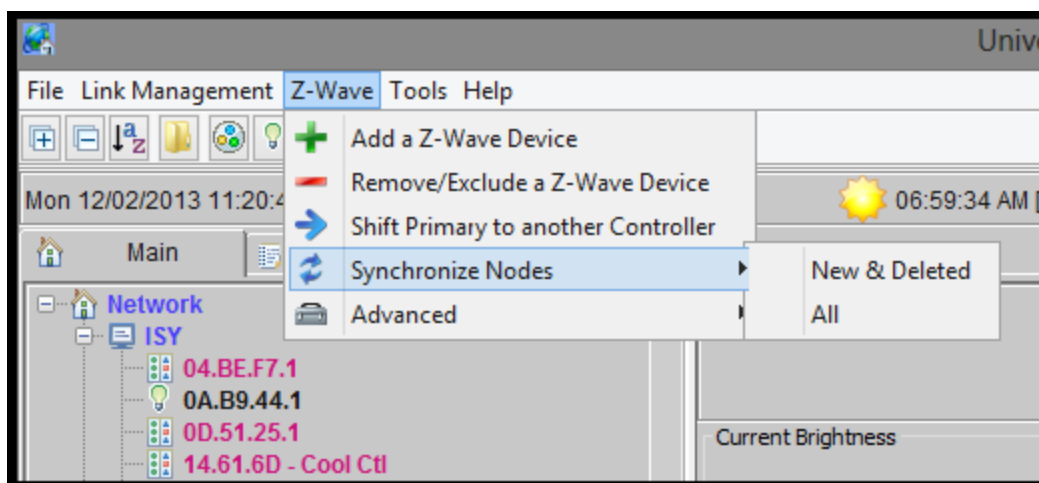 Unive
File Link Management Z-Wave Tools Help
Add a Z-Wave Device
Remove/Exclude a Z-Wave Device
Shift Primary to another Controller
Synchronize Nodes
Advanced
New & Deleted
All
Mon 12/02/2013 11:20:4
06:59:34 AM [
Main
Network
ISY
04.BE.F7.1
0A.B9.44.1
0D.51.25.1
14.61.6D - Cool Ctl
Current Brightness